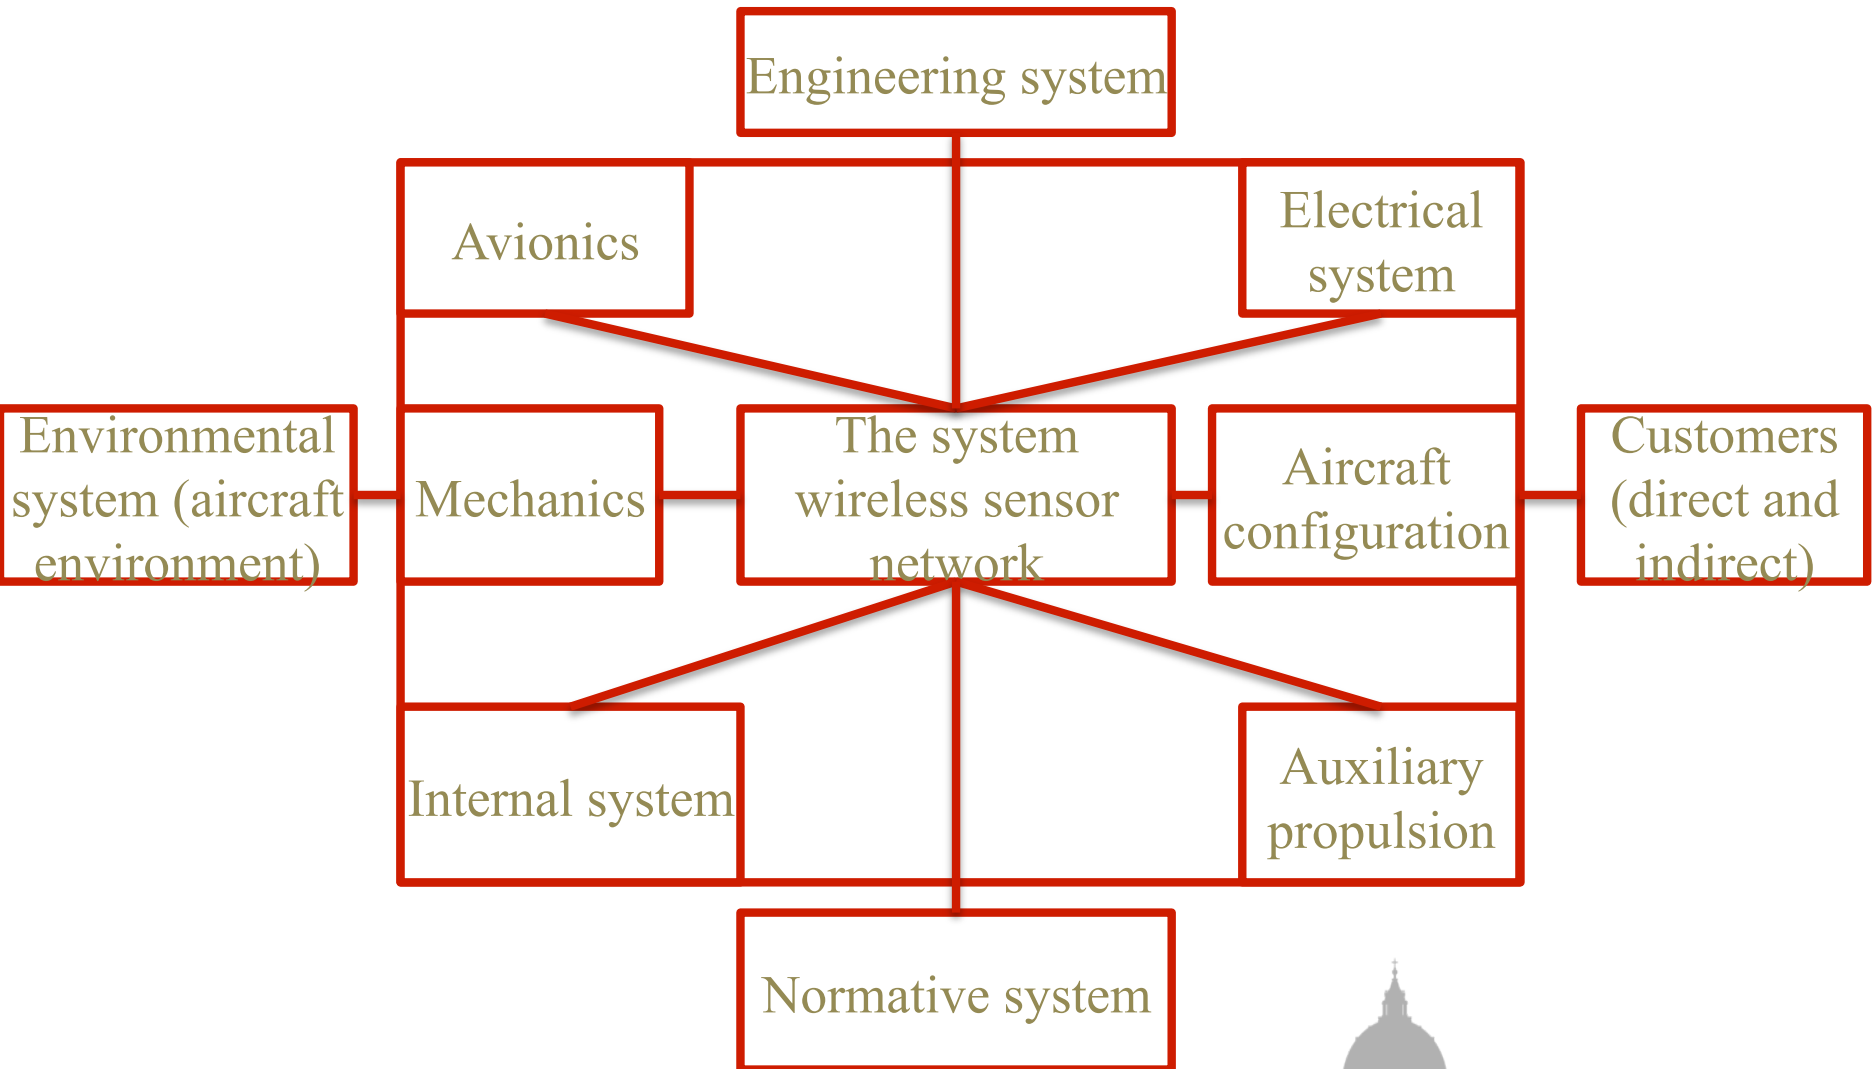 Engineering system
Avionics
Electrical
system
Environmental
system (aircraft
environment)
Mechanics
The system
wireless sensor
network
Aircraft
configuration
Customers
(direct and
indirect)
Internal system
Auxiliary
propulsion
Normative system